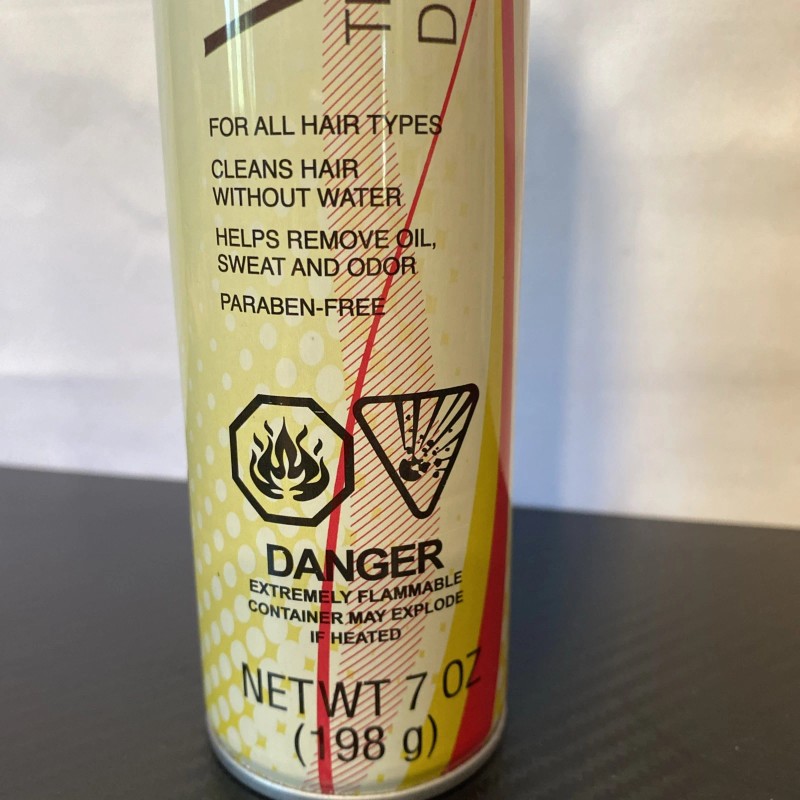 FOR ALL HAIR TYPES
CLEANS HAIR
WITHOUT WATER
HELPS REMOVE OIL,
SWEAT AND ODOR
PARABEN-FREE
DANGER
EXTREMELY FLAMMABLE
CONTAINER MAY EXPLODE
IF HEATED
NET WT 7 OZ
(198 g)